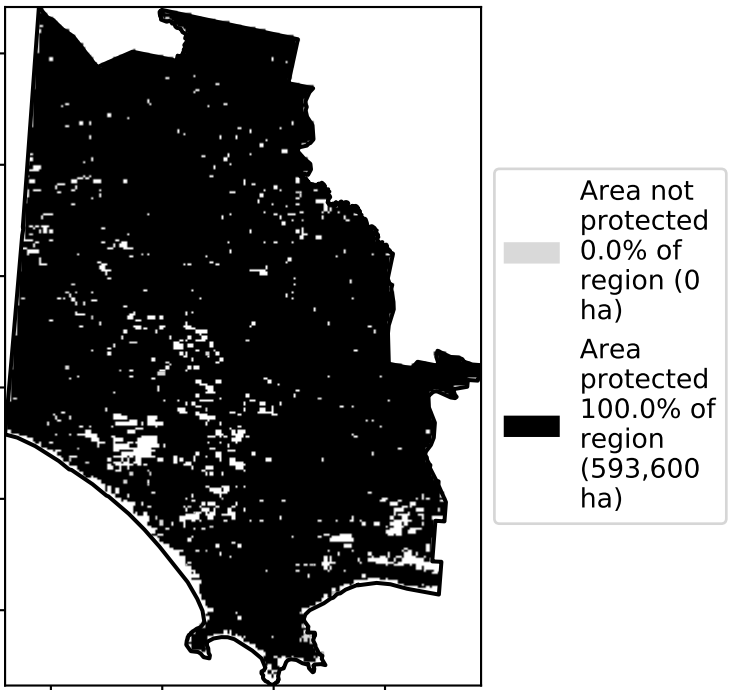 Area not
protected
0.0% of
region (0
ha)
Area
protected
100.0% of
region
(593,600
ha)